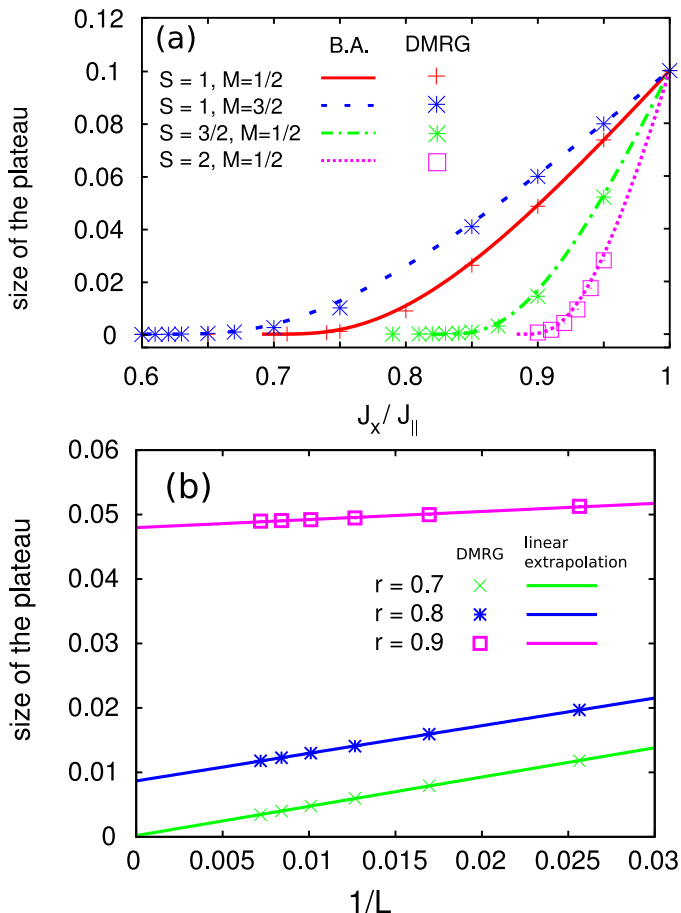 (a)
B.A. DMRG
S = 1, M=1/2
S = 1, M=3/2
S = 3/2, M=1/2
S = 2, M=1/2
size of the plateau
0.12
0.1
0.08
0.06
0.04
0.02
0
0.6 0.7 0.8 0.9 1
J_x / J_||
(b)
DMRG linear extrapolation
r = 0.7
r = 0.8
r = 0.9
size of the plateau
0.06
0.05
0.04
0.03
0.02
0.01
0
0 0.005 0.01 0.015 0.02 0.025 0.03
1/L